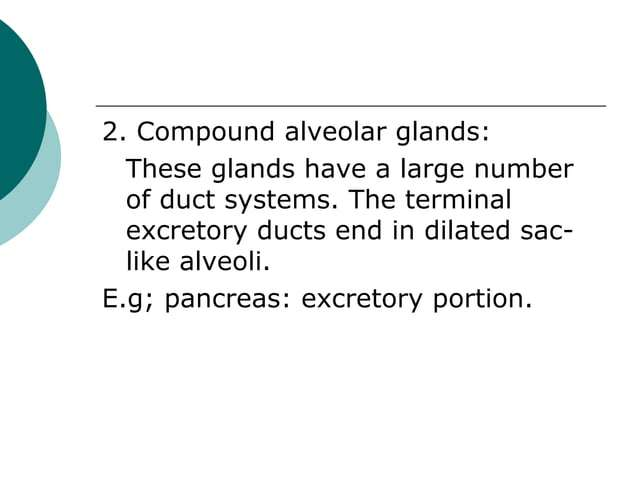 2. Compound alveolar glands:
These glands have a large number
of duct systems. The terminal
excretory ducts end in dilated sac-
like alveoli.
E.g; pancreas: excretory portion.